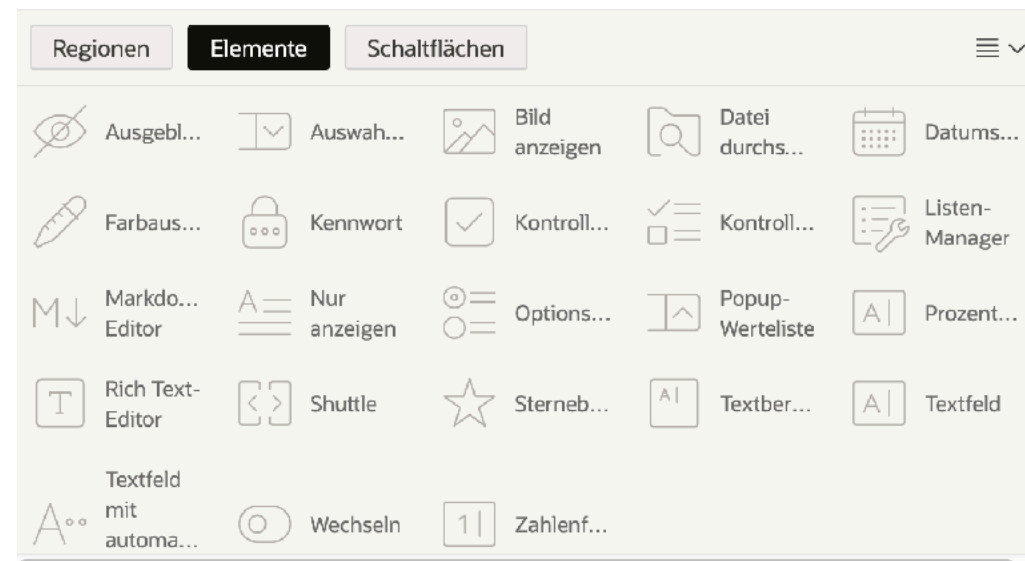 Regionen
Elemente
Schaltflächen
Ausgebl...
Auswah...
Bild
anzeigen
Datei
durchs...
Datums...
Farbaus...
Kennwort
Kontroll...
Kontroll...
Listen-
Manager
Markdo...
Editor
Nur
anzeigen
Options...
Popup-
Werteliste
Prozent...
Rich Text-
Editor
Shuttle
Sterneb...
Textber...
Textfeld
Textfeld
mit
automa...
Wechseln
Zahlenf...